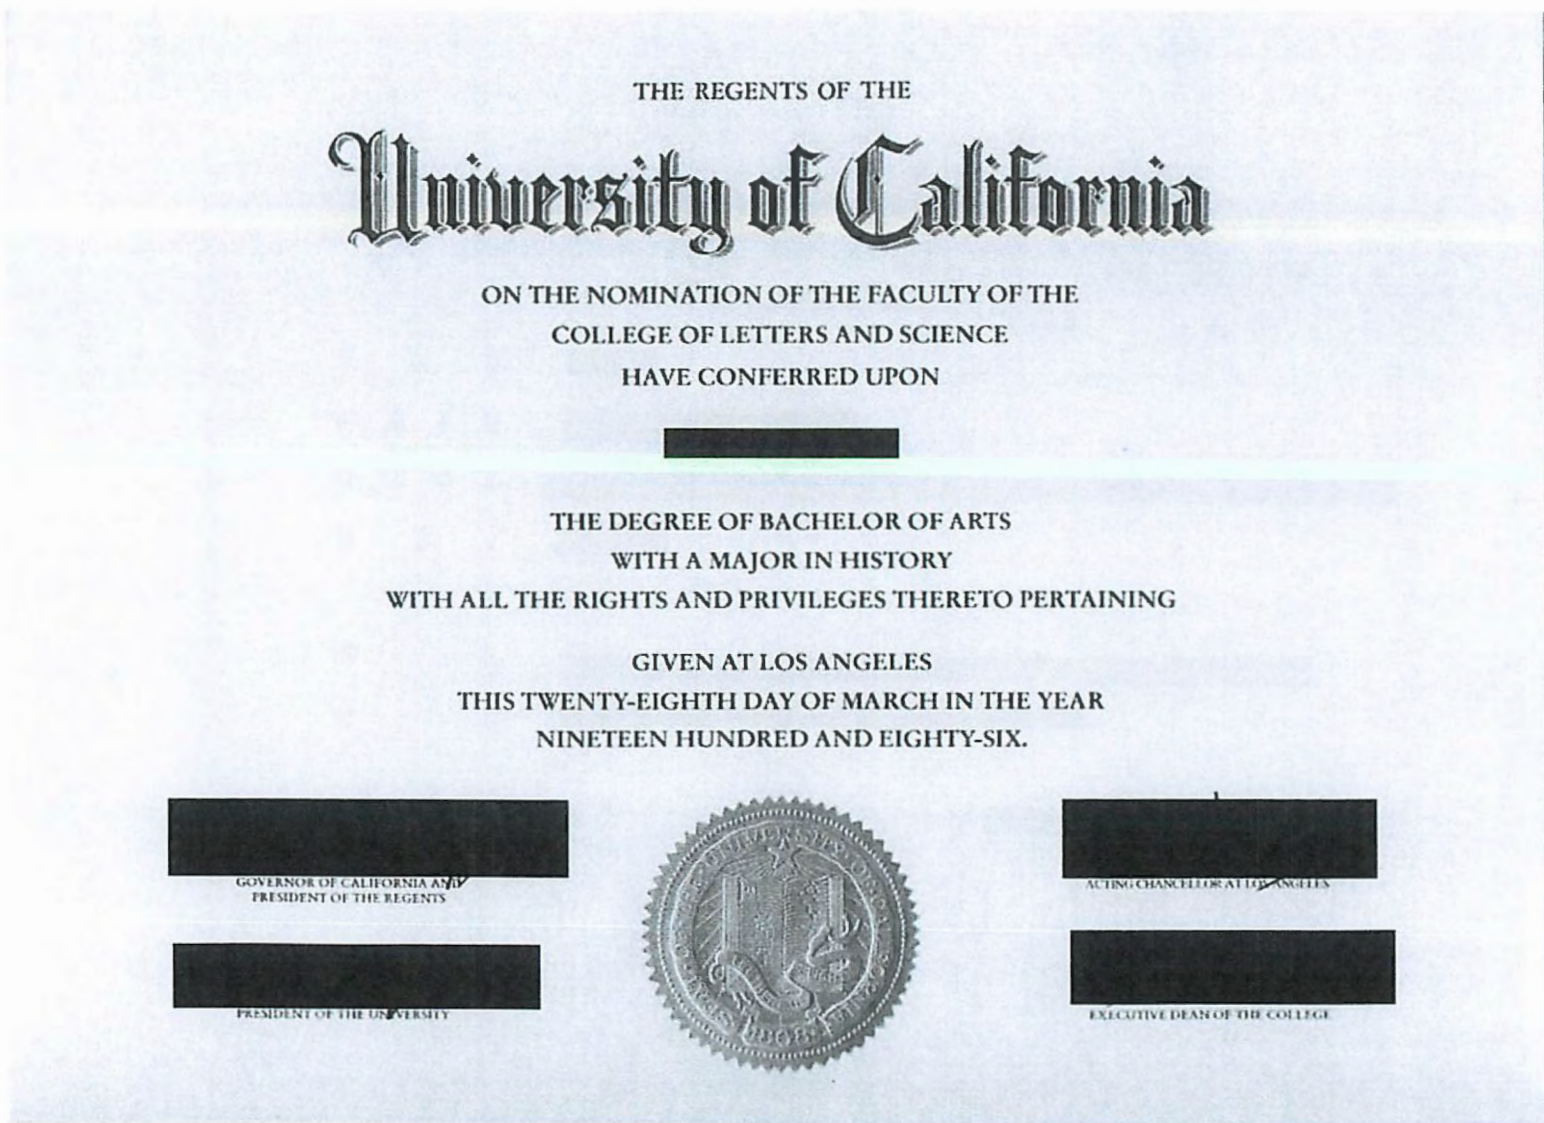 THE REGENTS OF THE
University of California
ON THE NOMINATION OF THE FACULTY OF THE
COLLEGE OF LETTERS AND SCIENCE
HAVE CONFERRED UPON
THE DEGREE OF BACHELOR OF ARTS
WITH A MAJOR IN HISTORY
WITH ALL THE RIGHTS AND PRIVILEGES THERETO PERTAINING
GIVEN AT LOS ANGELES
THIS TWENTY-EIGHTH DAY OF MARCH IN THE YEAR
NINETEEN HUNDRED AND EIGHTY-SIX.
GOVERNOR OF CALIFORNIA AND
PRESIDENT OF THE REGENTS
ACTING CHANCELLOR AT LOS ANGELES
PRESIDENT OF THE UNIVERSITY
EXECUTIVE DEAN OF THE COLLEGE
1868